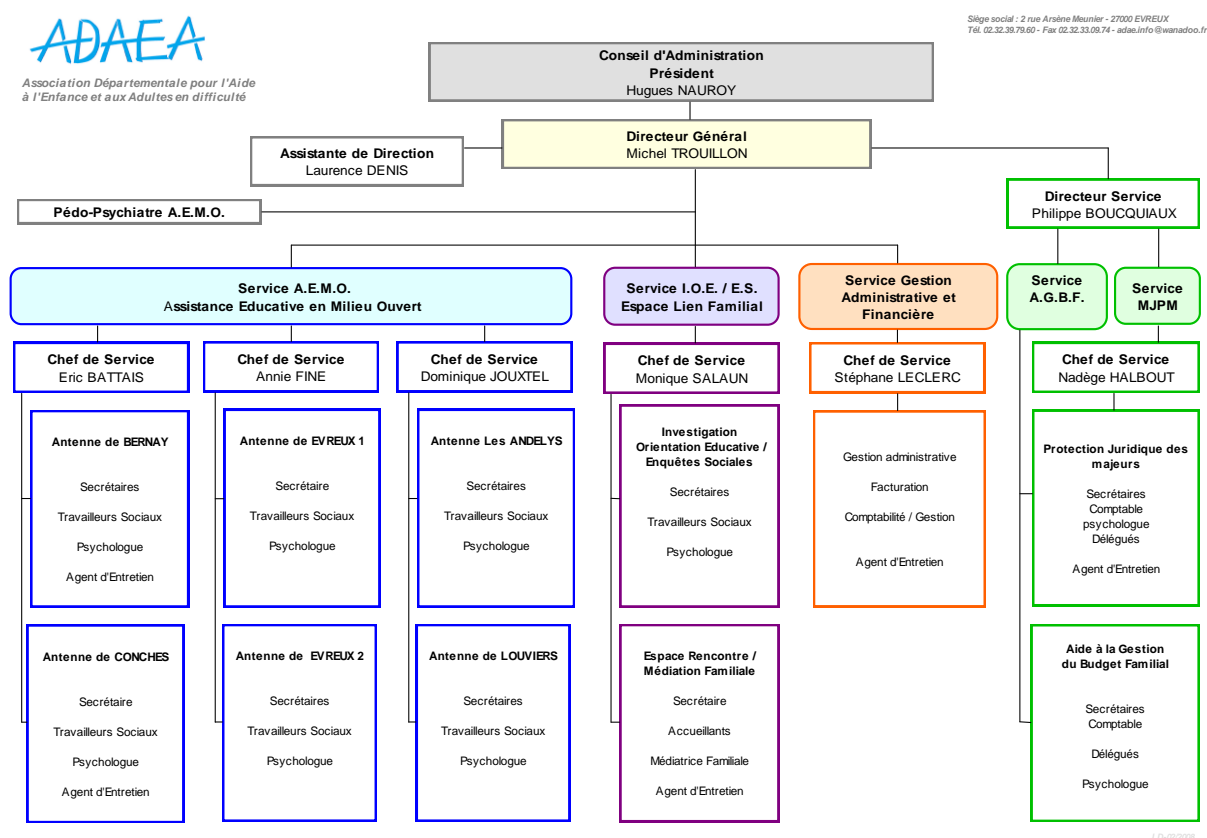 ADAEA
Association Départementale pour l'Aide
à l'Enfance et aux Adultes en difficulté
Siège social : 2 rue Arsène Meunier - 27000 EVREUX
Tél. 02.32.39.79.60 - Fax 02.32.33.09.74 - adae.info@wanadoo.fr
Conseil d'Administration
Président
Hugues NAUROY
Directeur Général
Michel TROUILLON
Assistante de Direction
Laurence DENIS
Pédo-Psychiatre A.E.M.O.
Directeur Service
Philippe BOUCQUIAUX
Service A.E.M.O.
Assistance Educative en Milieu Ouvert
Service I.O.E. / E.S.
Espace Lien Familial
Service Gestion
Administrative et
Financière
Service
A.G.B.F.
Service
MJPM
Chef de Service
Eric BATTAIS
Chef de Service
Annie FINE
Chef de Service
Dominique JOUXTEL
Chef de Service
Monique SALAUN
Chef de Service
Stéphane LECLERC
Chef de Service
Nadège HALBOUT
Antenne de BERNAY
Secrétaires
Travailleurs Sociaux
Psychologue
Agent d'Entretien
Antenne de EVREUX 1
Secrétaire
Travailleurs Sociaux
Psychologue
Antenne Les ANDELYS
Secrétaires
Travailleurs Sociaux
Psychologue
Investigation
Orientation Educative /
Enquêtes Sociales
Secrétaires
Travailleurs Sociaux
Psychologue
Gestion administrative
Facturation
Comptabilité / Gestion
Agent d'Entretien
Protection Juridique des
majeurs
Secrétaires
Comptable
psychologue
Délégués
Agent d'Entretien
Antenne de CONCHES
Secrétaire
Travailleurs Sociaux
Psychologue
Agent d'Entretien
Antenne de EVREUX 2
Secrétaires
Travailleurs Sociaux
Psychologue
Antenne de LOUVIERS
Secrétaires
Travailleurs Sociaux
Psychologue
Espace Rencontre /
Médiation Familiale
Secrétaire
Accueillants
Médiatrice Familiale
Agent d'Entretien
Aide à la Gestion
du Budget Familial
Secrétaires
Comptable
Délégués
Psychologue